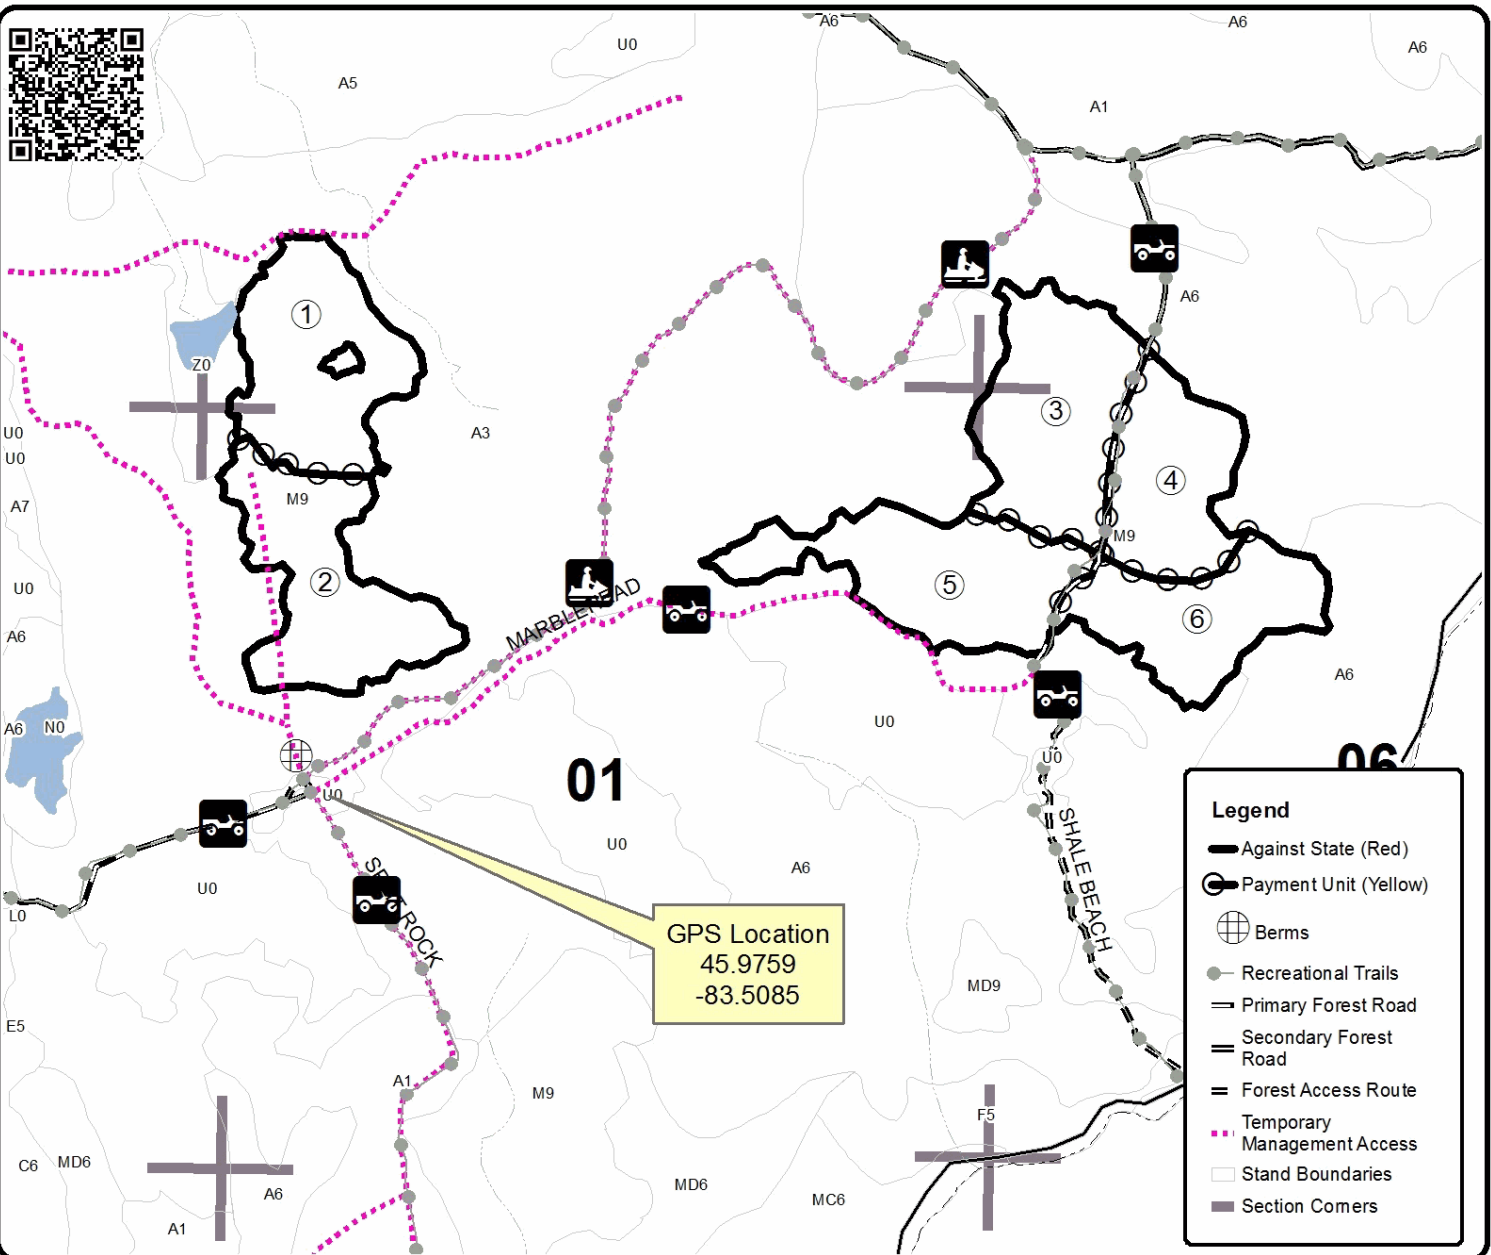 A6
A6
U0
A6
A5
A1
A6
1
Z0
3
U0
A3
U0
4
M9
A7
M9
2
5
U0
MARBLEHEAD
6
A6
A6
U0
A6
N0
U0
01
06
U0
SHALE BEACH
U0
A6
U0
L0
GPS Location
45.9759
-83.5085
MD9
E5
A1
M9
F5
C6
MD6
A6
MD6
MC6
A1
Legend
Against State (Red)
Payment Unit (Yellow)
Berms
Recreational Trails
Primary Forest Road
Secondary Forest
Road
Forest Access Route
Temporary
Management Access
Stand Boundaries
Section Corners